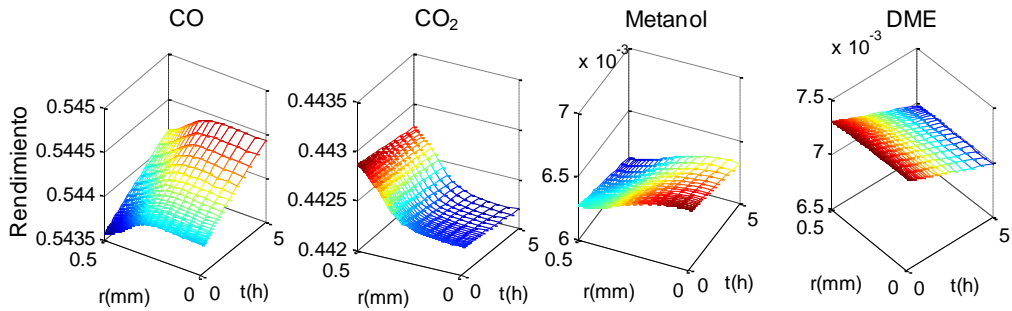 CO
CO₂
Metanol
DME
x 10⁻³
x 10⁻³
Rendimiento
0.545
0.5445
0.544
0.5435
0.5
0 0
5
r(mm)
t(h)
0.4435
0.443
0.4425
0.442
0.5
0 0
5
r(mm)
t(h)
7
6.5
6
0.5
0 0
5
r(mm)
t(h)
7.5
7
6.5
0.5
0 0
5
r(mm)
t(h)